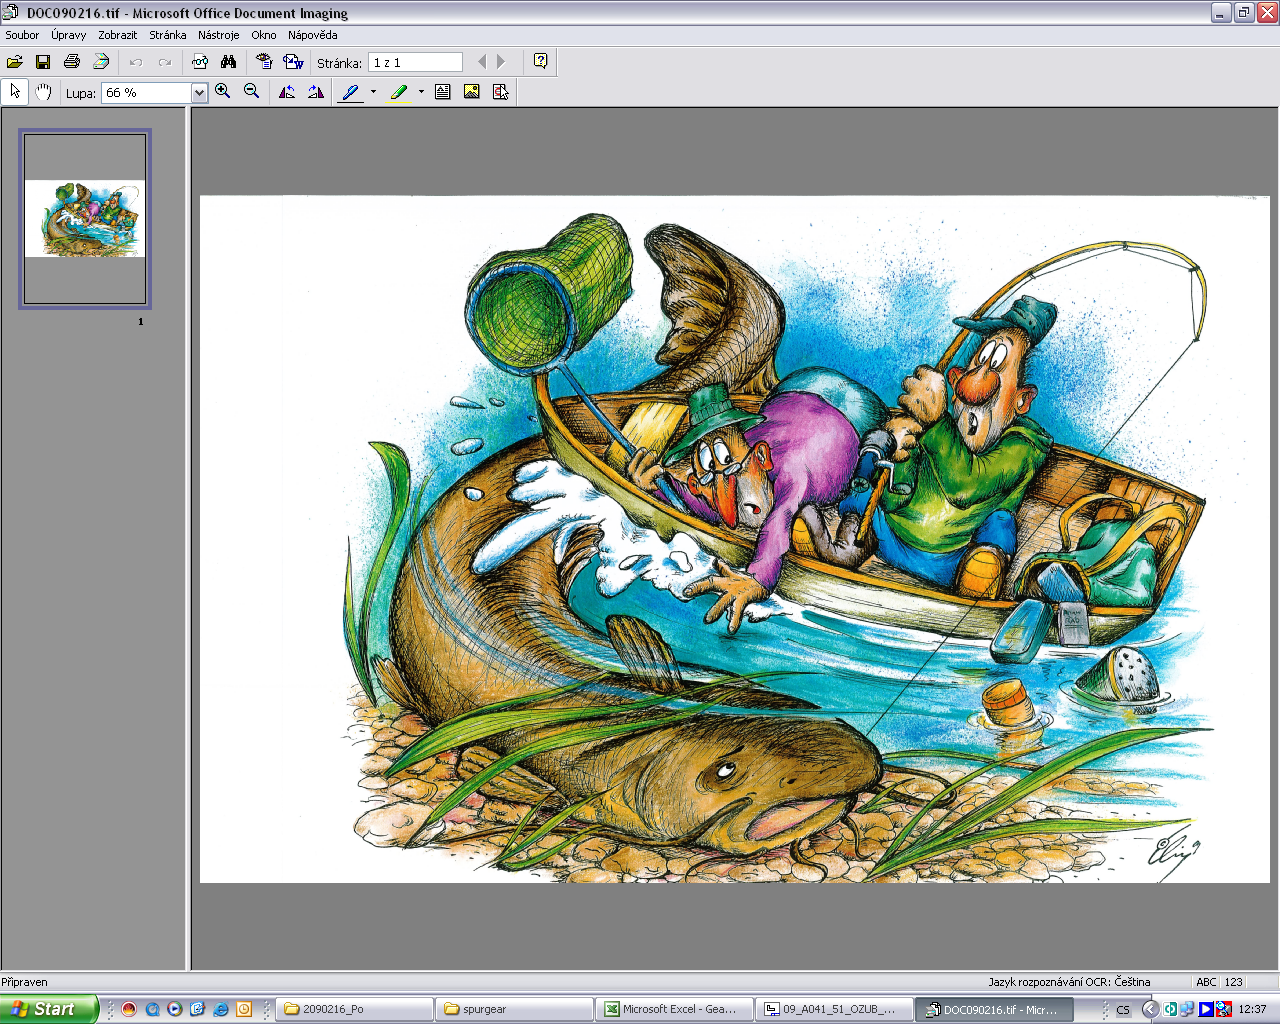 DOC090216.tif - Microsoft Office Document Imaging
Soubor Úpravy Zobrazit Stránka Nástroje Okno Nápověda
Stránka: 1 z 1
Lupa: 66 %
1
Připraven
Jazyk rozpoznávání OCR: Čeština
ABC 123
Start
2090216_Po
spurgear
Microsoft Excel - Gea...
09_A041_51_OZUB_...
DOC090216.tif - Micr...
CS
12:37